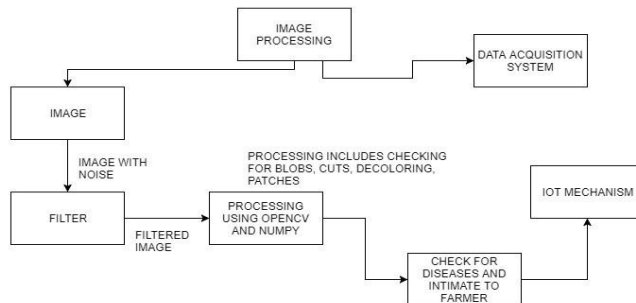 IMAGE
PROCESSING
DATA ACQUISITION
SYSTEM
IMAGE
IMAGE WITH
NOISE
PROCESSING INCLUDES CHECKING
FOR BLOBS, CUTS, DECOLORING,
PATCHES
IOT MECHANISM
FILTER
FILTERED
IMAGE
PROCESSING
USING OPENCV
AND NUMPY
CHECK FOR
DISEASES AND
INTIMATE TO
FARMER